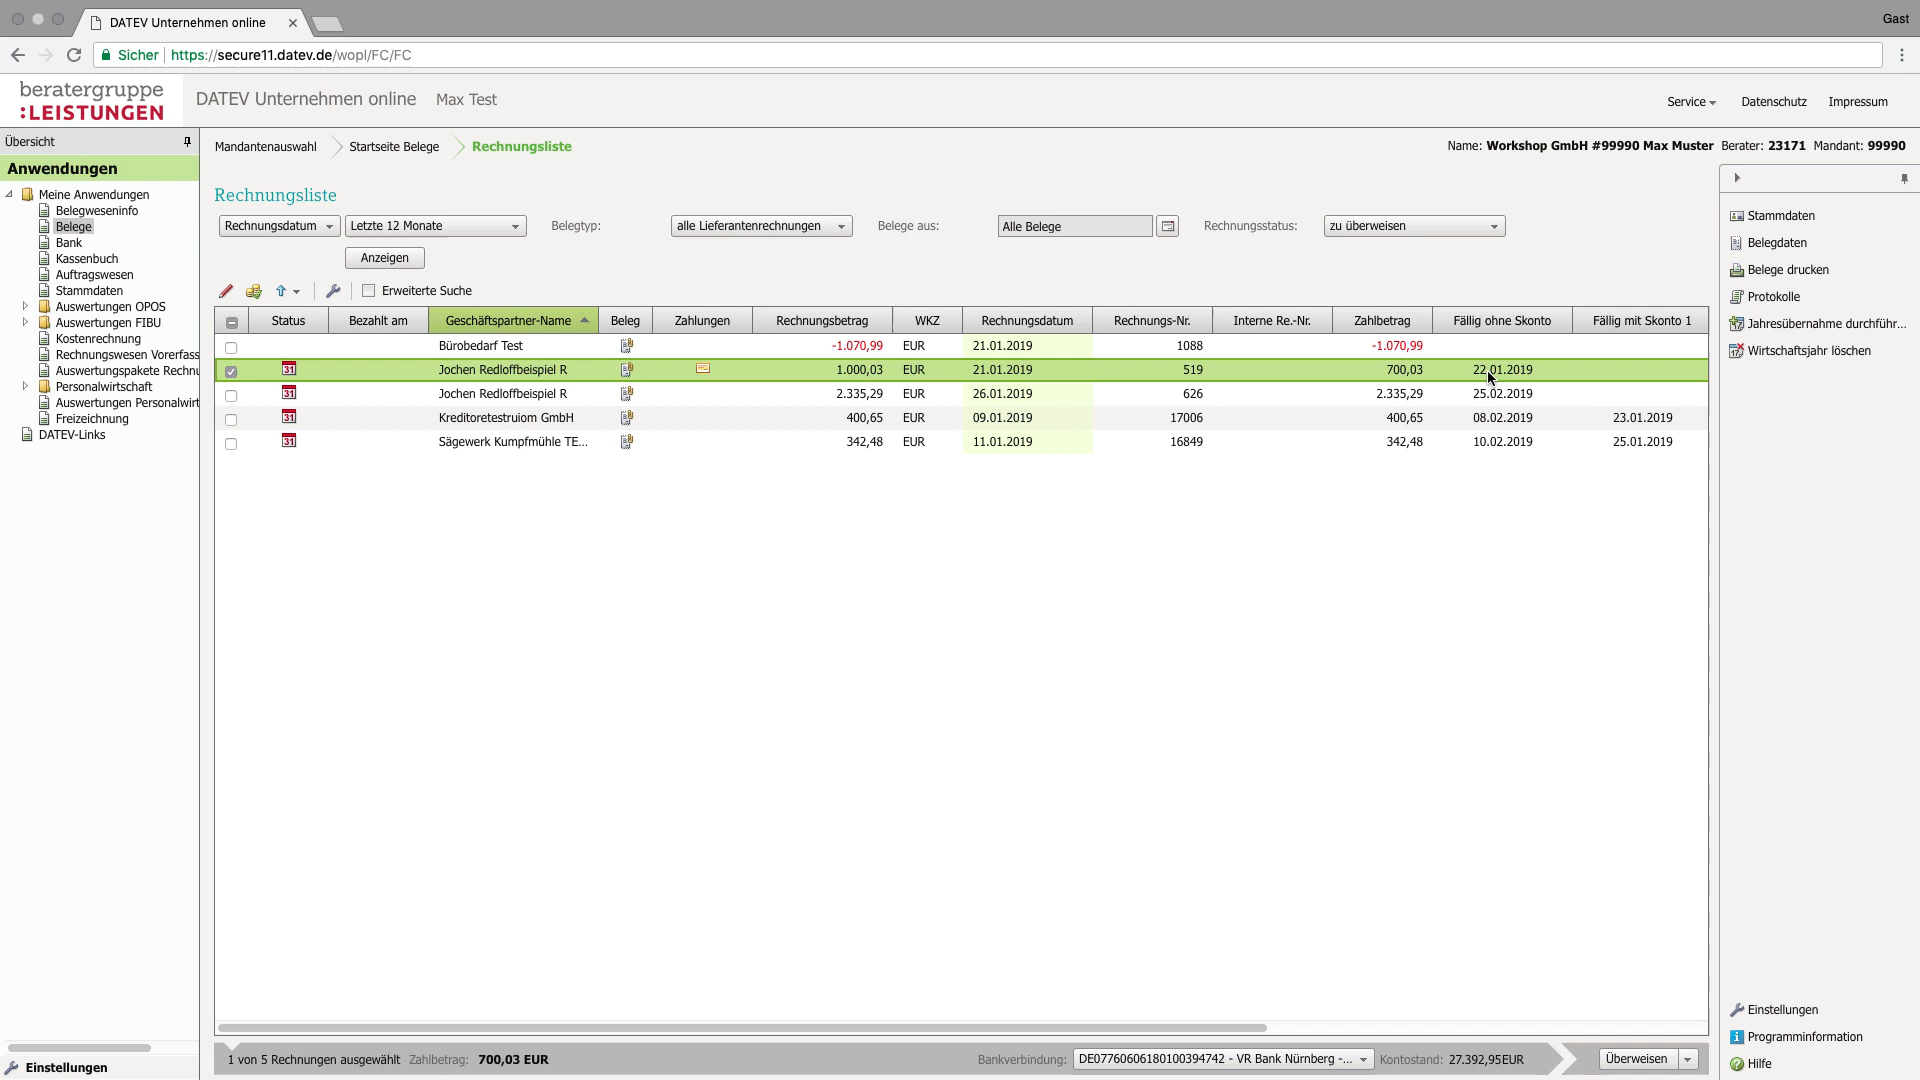 DATEV Unternehmen online
Gast
Sicher https://secure11.datev.de/wopl/FC/FC
beratergruppe
:LEISTUNGEN
DATEV Unternehmen online Max Test
Service Datenschutz Impressum
Übersicht
Anwendungen
Meine Anwendungen
Belegweseninfo
Belege
Bank
Kassenbuch
Auftragswesen
Stammdaten
Auswertungen OPOS
Auswertungen FIBU
Kostenrechnung
Rechnungswesen Vorerfass
Auswertungspakete Rechnu
Personalwirtschaft
Auswertungen Personalwirt
Freizeichnung
DATEV-Links
Einstellungen
Mandantenauswahl Startseite Belege Rechnungsliste
Name: Workshop GmbH #99990 Max Muster Berater: 23171 Mandant: 99990
Rechnungsliste
Rechnungsdatum Letzte 12 Monate Belegtyp: alle Lieferantenrechnungen Belege aus: Alle Belege Rechnungsstatus: zu überweisen
Anzeigen
Erweiterte Suche
Status Bezahlt am Geschäftspartner-Name Beleg Zahlungen Rechnungsbetrag WKZ Rechnungsdatum Rechnungs-Nr. Interne Re.-Nr. Zahlbetrag Fällig ohne Skonto Fällig mit Skonto 1
Bürobedarf Test -1.070,99 EUR 21.01.2019 1088 -1.070,99
31 Jochen Redloffbeispiel R 1.000,03 EUR 21.01.2019 519 700,03 22.01.2019
31 Jochen Redloffbeispiel R 2.335,29 EUR 26.01.2019 626 2.335,29 25.02.2019
31 Kreditoretestruiom GmbH 400,65 EUR 09.01.2019 17006 400,65 08.02.2019 23.01.2019
31 Sägewerk Kumpfmühle TE... 342,48 EUR 11.01.2019 16849 342,48 10.02.2019 25.01.2019
1 von 5 Rechnungen ausgewählt Zahlbetrag: 700,03 EUR
Bankverbindung: DE07760606180100394742 - VR Bank Nürnberg -... Kontostand: 27.392,95EUR Überweisen
Stammdaten
Belegdaten
Belege drucken
Protokolle
Jahresübernahme durchführ...
Wirtschaftsjahr löschen
Einstellungen
Programminformation
Hilfe